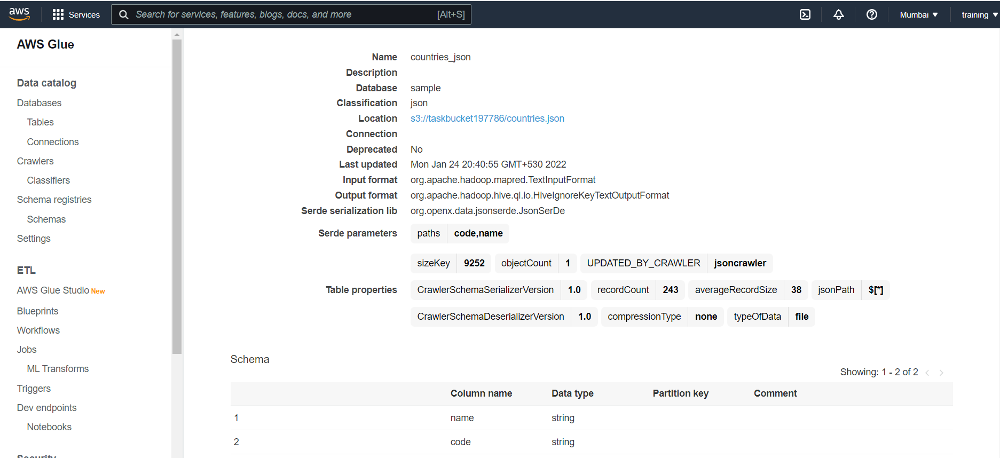 aws Services Search for services, features, blogs, docs, and more [Alt+S] Mumbai ▼ training ▼
AWS Glue
Data catalog
Databases
Tables
Connections
Crawlers
Classifiers
Schema registries
Schemas
Settings
ETL
AWS Glue Studio New
Blueprints
Workflows
Jobs
ML Transforms
Triggers
Dev endpoints
Notebooks
Security
Name countries_json
Description
Database sample
Classification json
Location s3://taskbucket197786/countries.json
Connection
Deprecated No
Last updated Mon Jan 24 20:40:55 GMT+530 2022
Input format org.apache.hadoop.mapred.TextInputFormat
Output format org.apache.hadoop.hive.ql.io.HiveIgnoreKeyTextOutputFormat
Serde serialization lib org.openx.data.jsonserde.JsonSerDe
Serde parameters paths code,name
sizeKey 9252 objectCount 1 UPDATED_BY_CRAWLER jsoncrawler
Table properties CrawlerSchemaSerializerVersion 1.0 recordCount 243 averageRecordSize 38 jsonPath $[*]
CrawlerSchemaDeserializerVersion 1.0 compressionType none typeOfData file
Schema
Showing: 1 - 2 of 2 < >
Column name Data type Partition key Comment
1 name string
2 code string